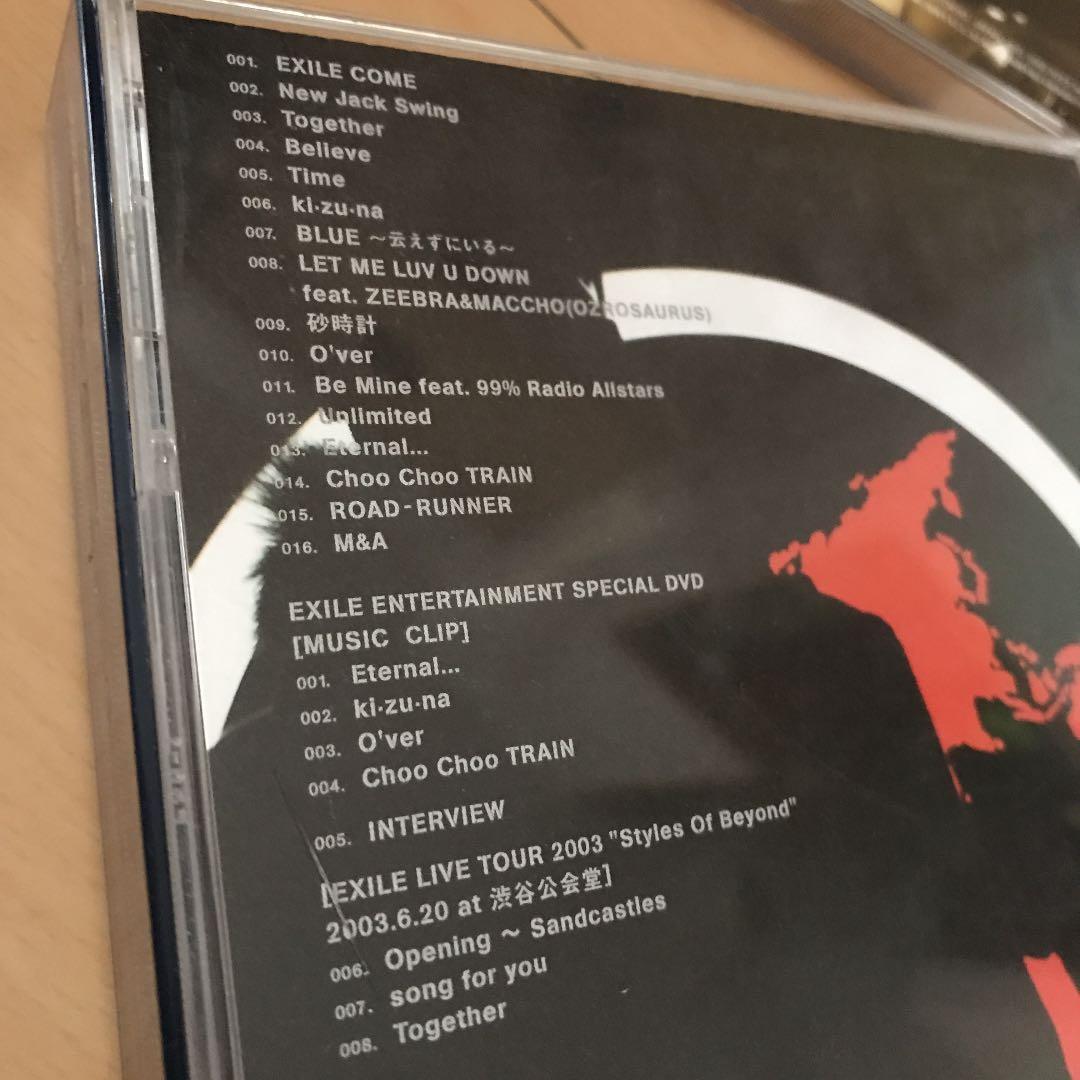 001. EXILE COME
002. New Jack Swing
003. Together
004. Believe
005. Time
006. ki·zu·na
007. BLUE ～云えずにいる～
008. LET ME LUV U DOWN
feat. ZEEBRA&MACCHO(OZROSAURUS)
009. 砂時計
010. O'ver
011. Be Mine feat. 99% Radio Allstars
012. Unlimited
013. Eternal...
014. Choo Choo TRAIN
015. ROAD-RUNNER
016. M&A
EXILE ENTERTAINMENT SPECIAL DVD
[MUSIC CLIP]
001. Eternal...
002. ki·zu·na
003. O'ver
004. Choo Choo TRAIN
005. INTERVIEW
[EXILE LIVE TOUR 2003 "Styles Of Beyond"
2003.6.20 at 渋谷公会堂]
006. Opening ～ Sandcastles
007. song for you
008. Together